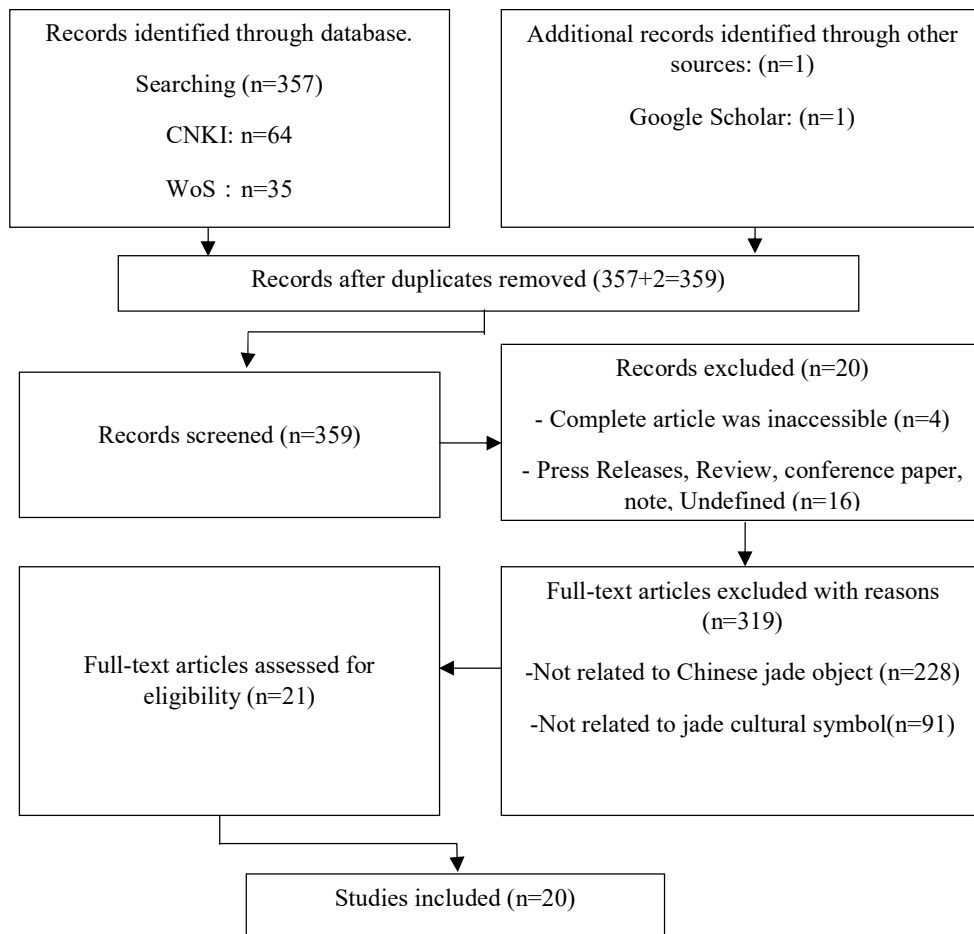 Records identified through database.
Searching (n=357)
CNKI: n=64
WoS：n=35
Additional records identified through other
sources: (n=1)
Google Scholar: (n=1)
Records after duplicates removed (357+2=359)
Records screened (n=359)
Records excluded (n=20)
- Complete article was inaccessible (n=4)
- Press Releases, Review, conference paper,
note, Undefined (n=16)
Full-text articles assessed for
eligibility (n=21)
Full-text articles excluded with reasons
(n=319)
-Not related to Chinese jade object (n=228)
-Not related to jade cultural symbol(n=91)
Studies included (n=20)